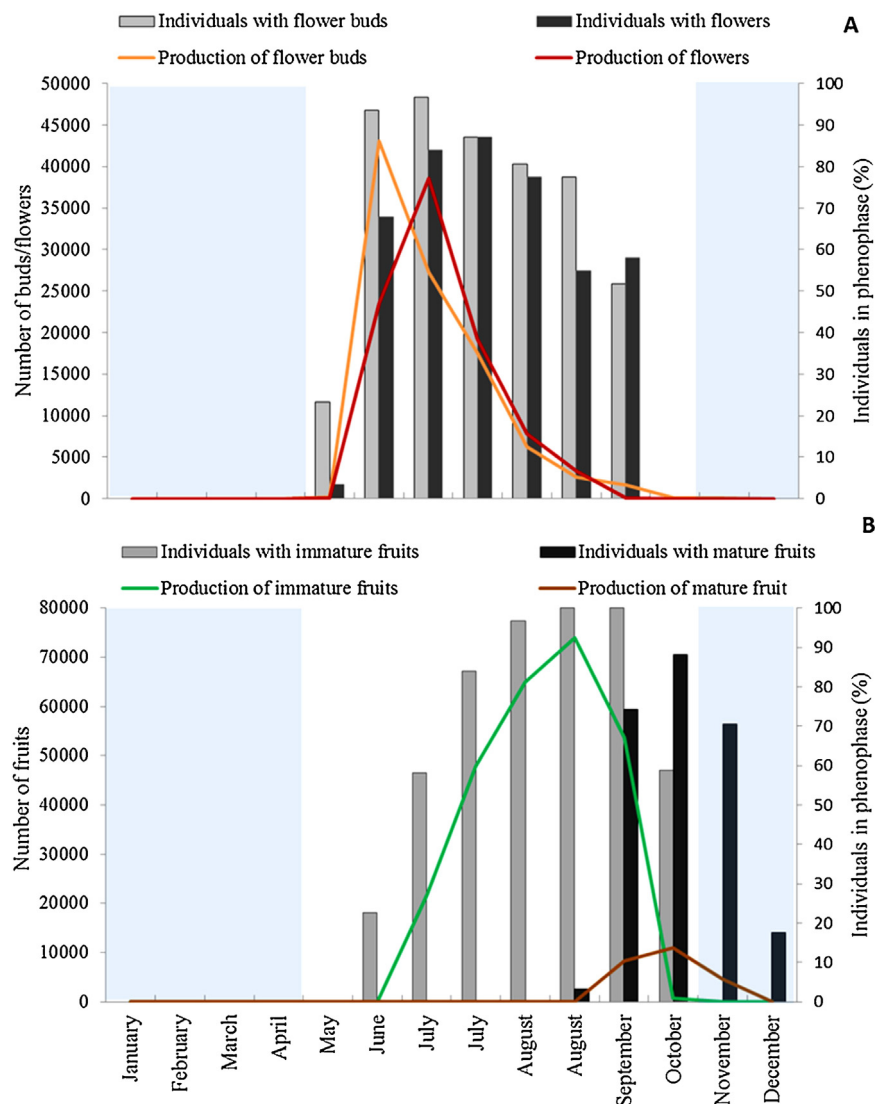 Individuals with flower buds Individuals with flowers A
Production of flower buds Production of flowers
50000 100
45000 90
40000 80
35000 70
30000 60
25000 50
20000 40
15000 30
10000 20
5000 10
0 0
Number of buds/flowers
Individuals in phenophase (%)
B
Individuals with immature fruits Individuals with mature fruits
Production of immature fruits Production of mature fruit
80000 100
90
70000
80
60000
70
50000
60
40000 50
40
30000
30
20000
20
10000
10
0 0
Number of fruits
Individuals in phenophase (%)
January
February
March
April
May
June
July
July
August
August
September
October
November
December